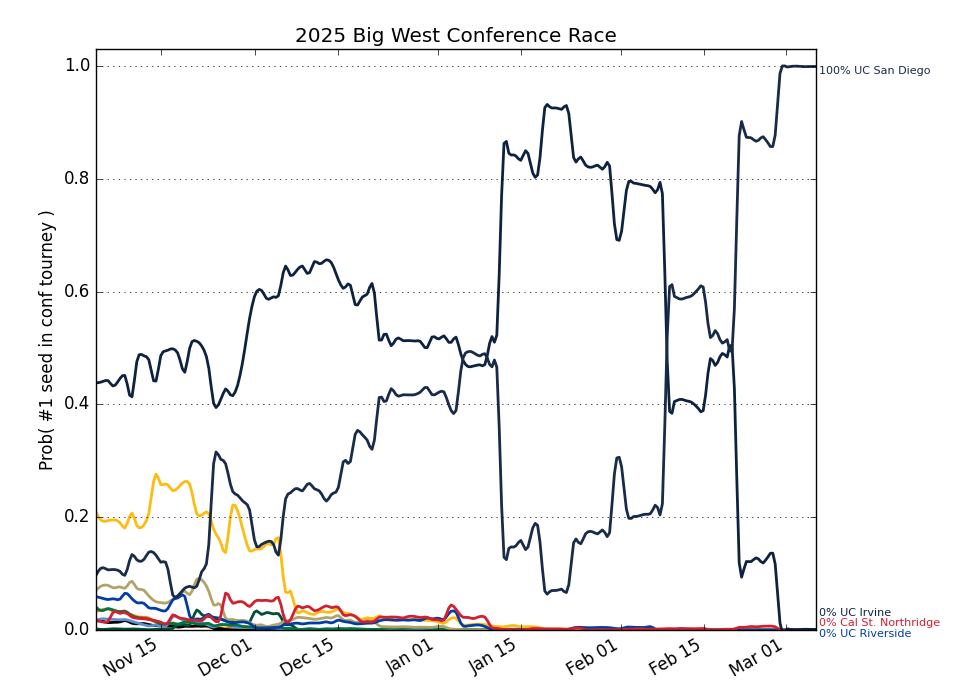 2025 Big West Conference Race
Prob( #1 seed in conf tourney )
1.0
0.8
0.6
0.4
0.2
0.0
Nov 15
Dec 01
Dec 15
Jan 01
Jan 15
Feb 01
Feb 15
Mar 01
100% UC San Diego
0% UC Irvine
0% Cal St. Northridge
0% UC Riverside